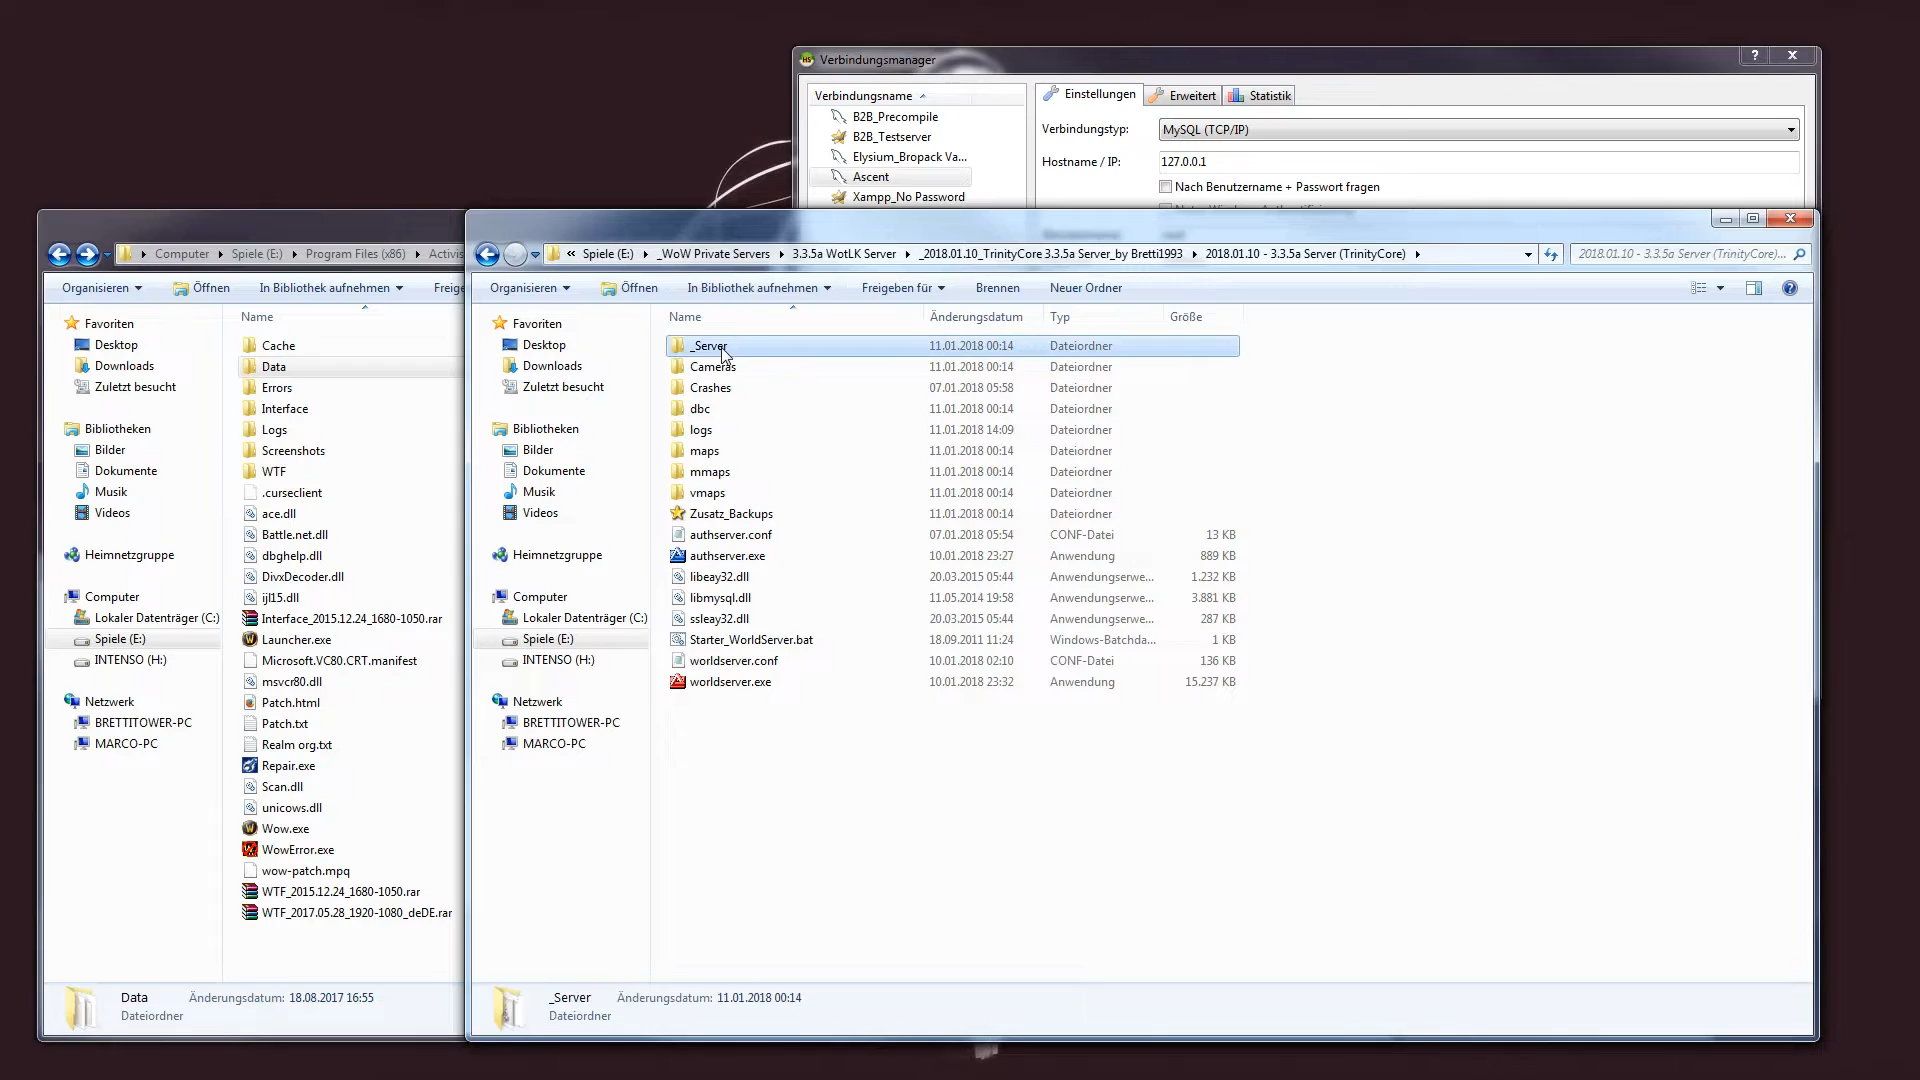 Verbindungsmanager
Verbindungsname
B2B_Precompile
B2B_Testserver
Elysium_Bropack Va...
Ascent
Xampp_No Password
Einstellungen Erweitert Statistik
Verbindungstyp: MySQL (TCP/IP)
Hostname / IP: 127.0.0.1
Nach Benutzername + Passwort fragen
Computer Spiele (E:) Program Files (x86) Activis
Organisieren Öffnen In Bibliothek aufnehmen Freig
Favoriten
Desktop
Downloads
Zuletzt besucht
Bibliotheken
Bilder
Dokumente
Musik
Videos
Heimnetzgruppe
Computer
Lokaler Datenträger (C:)
Spiele (E:)
INTENSO (H:)
Netzwerk
BRETTITOWER-PC
MARCO-PC
Name
Cache
Data
Errors
Interface
Logs
Screenshots
WTF
.curseclient
ace.dll
Battle.net.dll
dbghelp.dll
DivxDecoder.dll
ijl15.dll
Interface_2015.12.24_1680-1050.rar
Launcher.exe
Microsoft.VC80.CRT.manifest
msvcr80.dll
Patch.html
Patch.txt
Realm org.txt
Repair.exe
Scan.dll
unicows.dll
Wow.exe
WowError.exe
wow-patch.mpq
WTF_2015.12.24_1680-1050.rar
WTF_2017.05.28_1920-1080_deDE.rar
Data Änderungsdatum: 18.08.2017 16:55
Dateiordner
« Spiele (E:) _WoW Private Servers 3.3.5a WotLK Server _2018.01.10_TrinityCore 3.3.5a Server_by Bretti1993 2018.01.10 - 3.3.5a Server (TrinityCore)
2018.01.10 - 3.3.5a Server (TrinityCore)...
Organisieren Öffnen In Bibliothek aufnehmen Freigeben für Brennen Neuer Ordner
Favoriten
Desktop
Downloads
Zuletzt besucht
Bibliotheken
Bilder
Dokumente
Musik
Videos
Heimnetzgruppe
Computer
Lokaler Datenträger (C:)
Spiele (E:)
INTENSO (H:)
Netzwerk
BRETTITOWER-PC
MARCO-PC
Name Änderungsdatum Typ Größe
_Server 11.01.2018 00:14 Dateiordner
Cameras 11.01.2018 00:14 Dateiordner
Crashes 07.01.2018 05:58 Dateiordner
dbc 11.01.2018 00:14 Dateiordner
logs 11.01.2018 14:09 Dateiordner
maps 11.01.2018 00:14 Dateiordner
mmaps 11.01.2018 00:14 Dateiordner
vmaps 11.01.2018 00:14 Dateiordner
Zusatz_Backups 11.01.2018 00:14 Dateiordner
authserver.conf 07.01.2018 05:54 CONF-Datei 13 KB
authserver.exe 10.01.2018 23:27 Anwendung 889 KB
libeay32.dll 20.03.2015 05:44 Anwendungserwe... 1.232 KB
libmysql.dll 11.05.2014 19:58 Anwendungserwe... 3.881 KB
ssleay32.dll 20.03.2015 05:44 Anwendungserwe... 287 KB
Starter_WorldServer.bat 18.09.2011 11:24 Windows-Batchda... 1 KB
worldserver.conf 10.01.2018 02:10 CONF-Datei 136 KB
worldserver.exe 10.01.2018 23:32 Anwendung 15.237 KB
_Server Änderungsdatum: 11.01.2018 00:14
Dateiordner